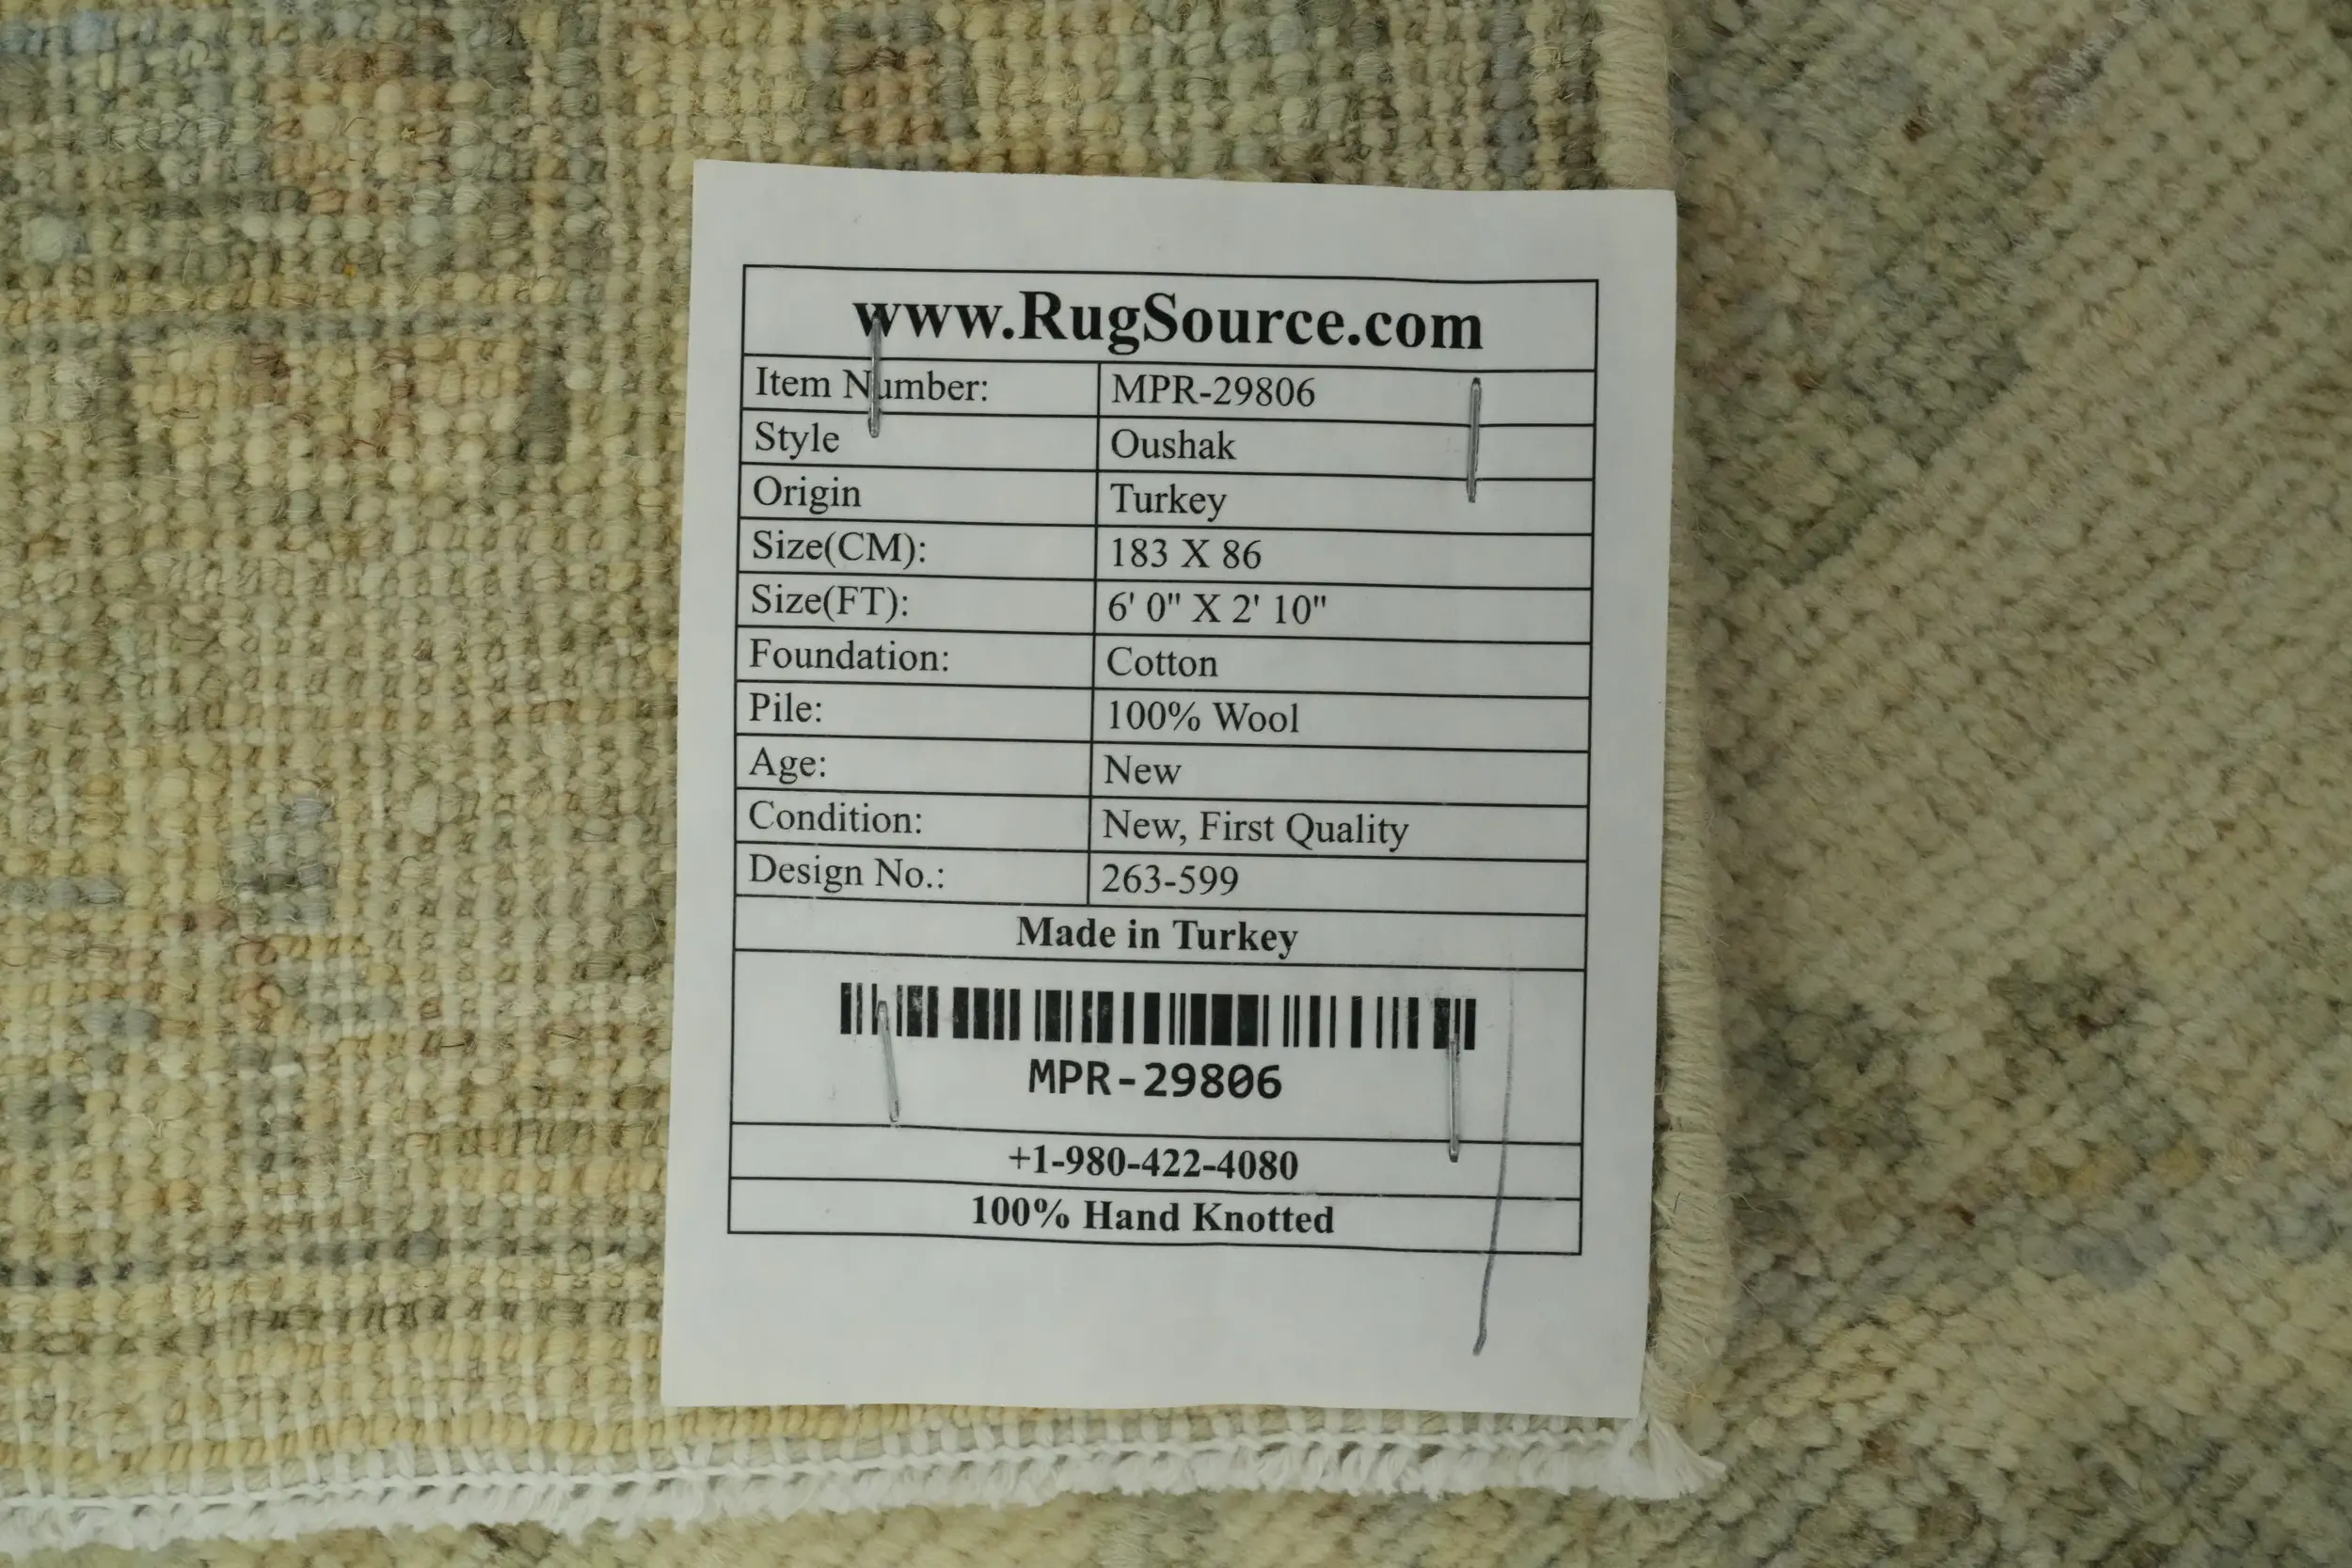 www.RugSource.com
Item Number: MPR-29806
Style Oushak
Origin Turkey
Size(CM): 183 X 86
Size(FT): 6' 0" X 2' 10"
Foundation: Cotton
Pile: 100% Wool
Age: New
Condition: New, First Quality
Design No.: 263-599
Made in Turkey
MPR-29806
+1-980-422-4080
100% Hand Knotted